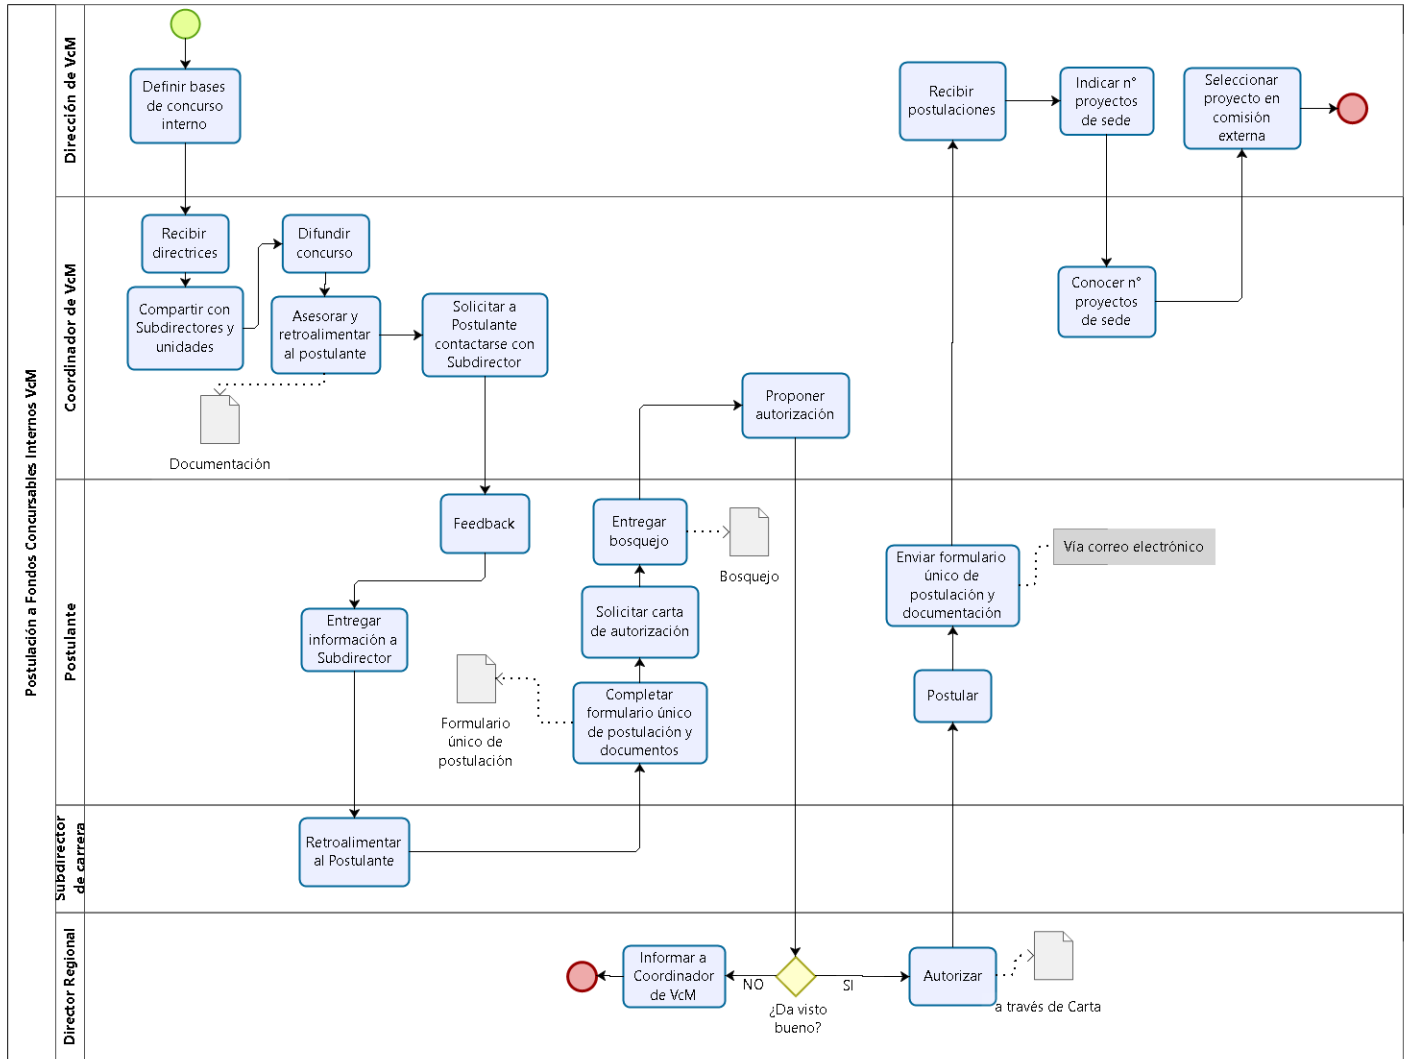 Postulación a Fondos Concursables Internos VcM
Dirección de VcM
Definir bases
de concurso
interno
Recibir
postulaciones
Indicar n°
proyectos
de sede
Seleccionar
proyecto en
comisión
externa
Coordinador de VcM
Recibir
directrices
Difundir
concurso
Compartir con
Subdirectores y
unidades
Asesorar y
retroalimentar
al postulante
Solicitar a
Postulante
contactarse con
Subdirector
Conocer n°
proyectos
de sede
Documentación
Proponer
autorización
Postulante
Feedback
Entregar
bosquejo
Bosquejo
Enviar formulario
único de
postulación y
documentación
Vía correo electrónico
Entregar
información a
Subdirector
Solicitar carta
de autorización
Formulario
único de
postulación
Completar
formulario único
de postulación y
documentos
Postular
Subdirector
de carrera
Retroalimentar
al Postulante
Director Regional
Informar a
Coordinador
de VcM
NO
¿Da visto
bueno?
SI
Autorizar
a través de Carta